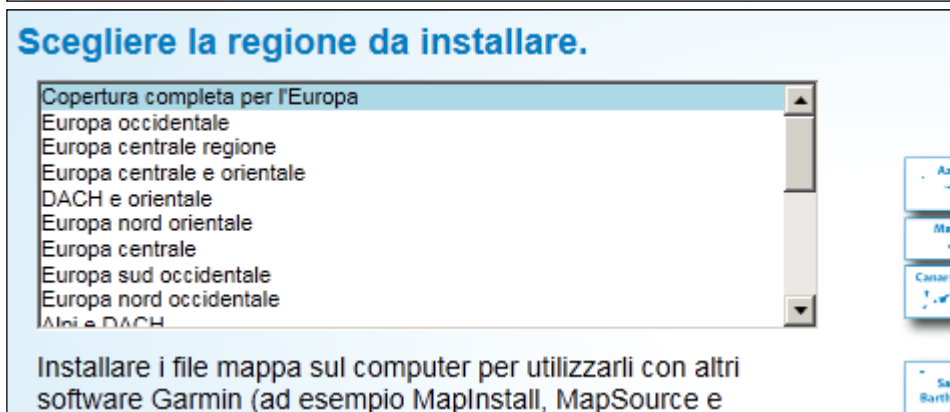 Scegliere la regione da installare.
Copertura completa per l'Europa
Europa occidentale
Europa centrale regione
Europa centrale e orientale
DACH e orientale
Europa nord orientale
Europa centrale
Europa sud occidentale
Europa nord occidentale
Alpi e DACH
Installare i file mappa sul computer per utilizzarli con altri
software Garmin (ad esempio MapInstall, MapSource e